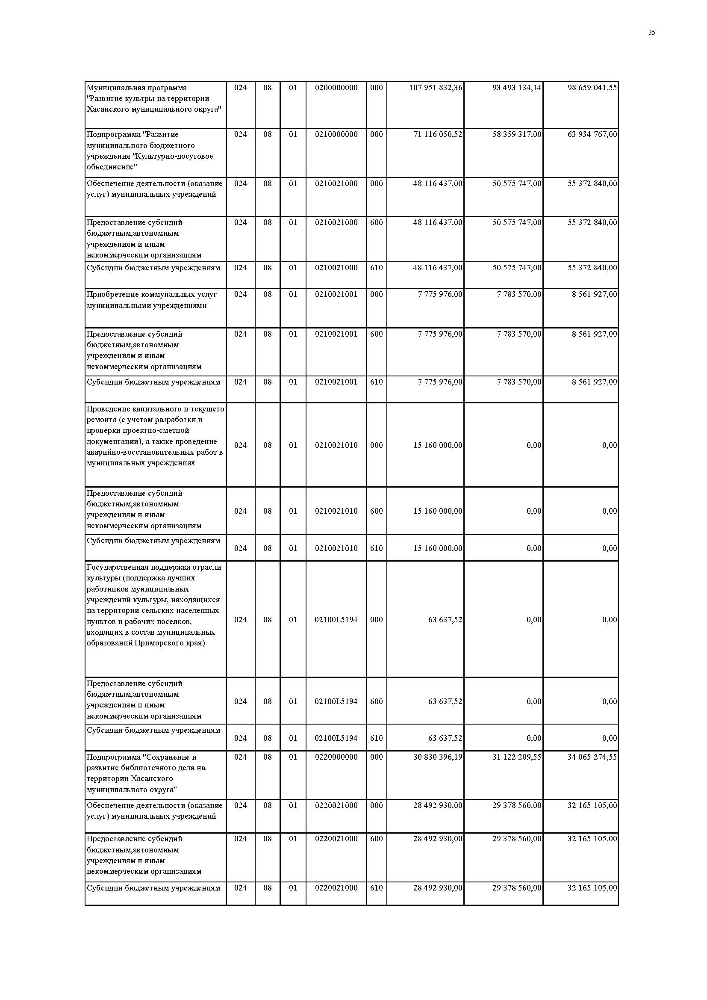 35
Муниципальная программа 024 08 01 0200000000 000 107 951 832,36 93 493 134,14 98 659 041,55
"Развитие культры на территории
Хасанского муниципального округа"
Подпрограмма "Развитие 024 08 01 0210000000 000 71 116 050,52 58 359 317,00 63 934 767,00
муниципального бюджетного
учреждения "Культурно-досуговое
объединение"
Обеспечение деятельности (оказание 024 08 01 0210021000 000 48 116 437,00 50 575 747,00 55 372 840,00
услуг) муниципальных учреждений
Предоставление субсидий 024 08 01 0210021000 600 48 116 437,00 50 575 747,00 55 372 840,00
бюджетным,автономным
учреждениям и иным
некоммерческим организациям
Субсидии бюджетным учреждениям 024 08 01 0210021000 610 48 116 437,00 50 575 747,00 55 372 840,00
Приобретение коммунальных услуг 024 08 01 0210021001 000 7 775 976,00 7 783 570,00 8 561 927,00
муниципальными учреждениями
Предоставление субсидий 024 08 01 0210021001 600 7 775 976,00 7 783 570,00 8 561 927,00
бюджетным,автономным
учреждениям и иным
некоммерческим организациям
Субсидии бюджетным учреждениям 024 08 01 0210021001 610 7 775 976,00 7 783 570,00 8 561 927,00
Проведение капитального и текущего
ремонта (с учетом разработки и
проверки проектно-сметной
документации), а также проведение 024 08 01 0210021010 000 15 160 000,00 0,00 0,00
аварийно-восстановительных работ в
муниципальных учреждениях
Предоставление субсидий
бюджетным,автономным
учреждениям и иным 024 08 01 0210021010 600 15 160 000,00 0,00 0,00
некоммерческим организациям
Субсидии бюджетным учреждениям
024 08 01 0210021010 610 15 160 000,00 0,00 0,00
Государственная поддержка отрасли
культуры (поддержка лучших
работников муниципальных
учреждений культуры, находящихся
на территории сельских населенных
пунктов и рабочих поселков, 024 08 01 02100L5194 000 63 637,52 0,00 0,00
входящих в состав муниципальных
образований Приморского края)
Предоставление субсидий
бюджетным,автономным
учреждениям и иным 024 08 01 02100L5194 600 63 637,52 0,00 0,00
некоммерческим организациям
Субсидии бюджетным учреждениям
024 08 01 02100L5194 610 63 637,52 0,00 0,00
Подпрограмма "Сохранение и 024 08 01 0220000000 000 30 830 396,19 31 122 209,55 34 065 274,55
развитие библиотечного дела на
территории Хасанского
муниципального округа"
Обеспечение деятельности (оказание 024 08 01 0220021000 000 28 492 930,00 29 378 560,00 32 165 105,00
услуг) муниципальных учреждений
Предоставление субсидий 024 08 01 0220021000 600 28 492 930,00 29 378 560,00 32 165 105,00
бюджетным,автономным
учреждениям и иным
некоммерческим организациям
Субсидии бюджетным учреждениям 024 08 01 0220021000 610 28 492 930,00 29 378 560,00 32 165 105,00